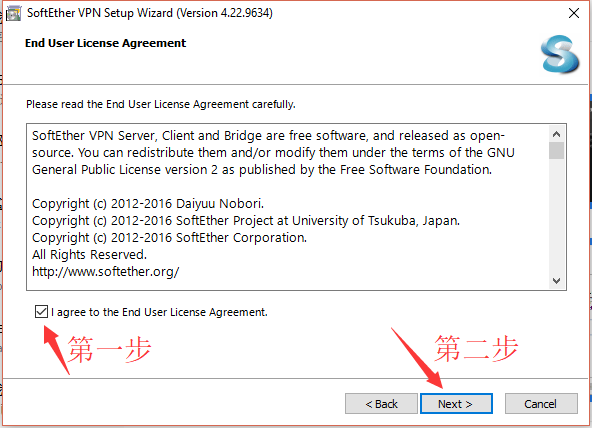 SoftEther VPN Setup Wizard (Version 4.22.9634)
End User License Agreement
Please read the End User License Agreement carefully.
SoftEther VPN Server, Client and Bridge are free software, and released as open-
source. You can redistribute them and/or modify them under the terms of the GNU
General Public License version 2 as published by the Free Software Foundation.
Copyright (c) 2012-2016 Daiyuu Nobori.
Copyright (c) 2012-2016 SoftEther Project at University of Tsukuba, Japan.
Copyright (c) 2012-2016 SoftEther Corporation.
All Rights Reserved.
http://www.softether.org/
I agree to the End User License Agreement.
第一步
第二步
< Back
Next >
Cancel